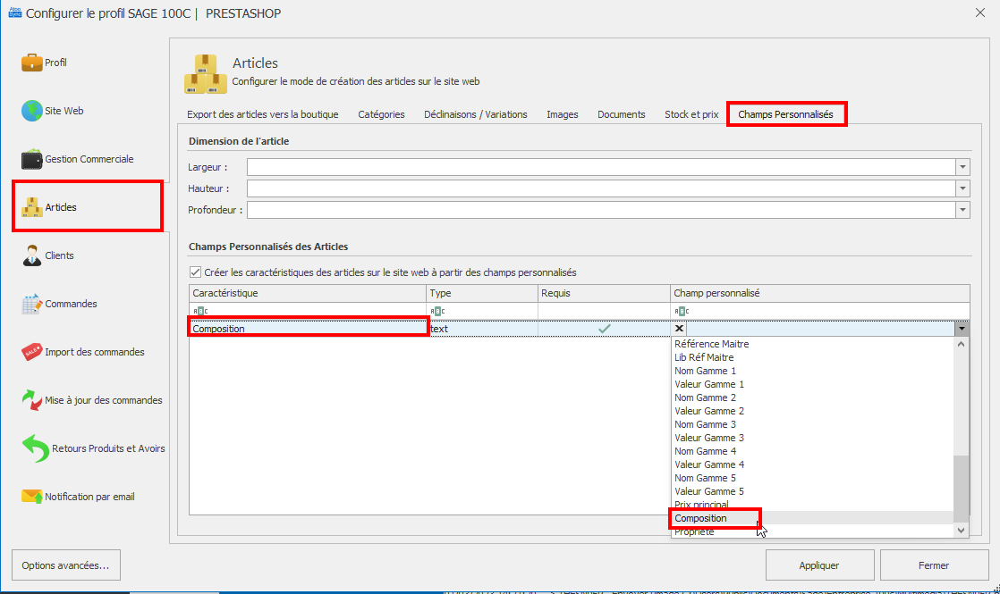 Configurer le profil SAGE 100C | PRESTASHOP
Profil
Site Web
Gestion Commerciale
Articles
Clients
Commandes
Import des commandes
Mise à jour des commandes
Retours Produits et Avoirs
Notification par email
Articles
Configurer le mode de création des articles sur le site web
Export des articles vers la boutique Catégories Déclinaisons / Variations Images Documents Stock et prix Champs Personnalisés
Dimension de l'article
Largeur :
Hauteur :
Profondeur :
Champs Personnalisés des Articles
Créer les caractéristiques des articles sur le site web à partir des champs personnalisés
Caractéristique Type Requis Champ personnalisé
Composition text
Référence Maitre
Lib Réf Maitre
Nom Gamme 1
Valeur Gamme 1
Nom Gamme 2
Valeur Gamme 2
Nom Gamme 3
Valeur Gamme 3
Nom Gamme 4
Valeur Gamme 4
Nom Gamme 5
Valeur Gamme 5
Prix principal
Composition
Propriété
Options avancées... Appliquer Fermer